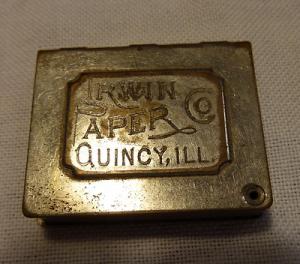 IRWIN
PAPER Co
QUINCY, ILL